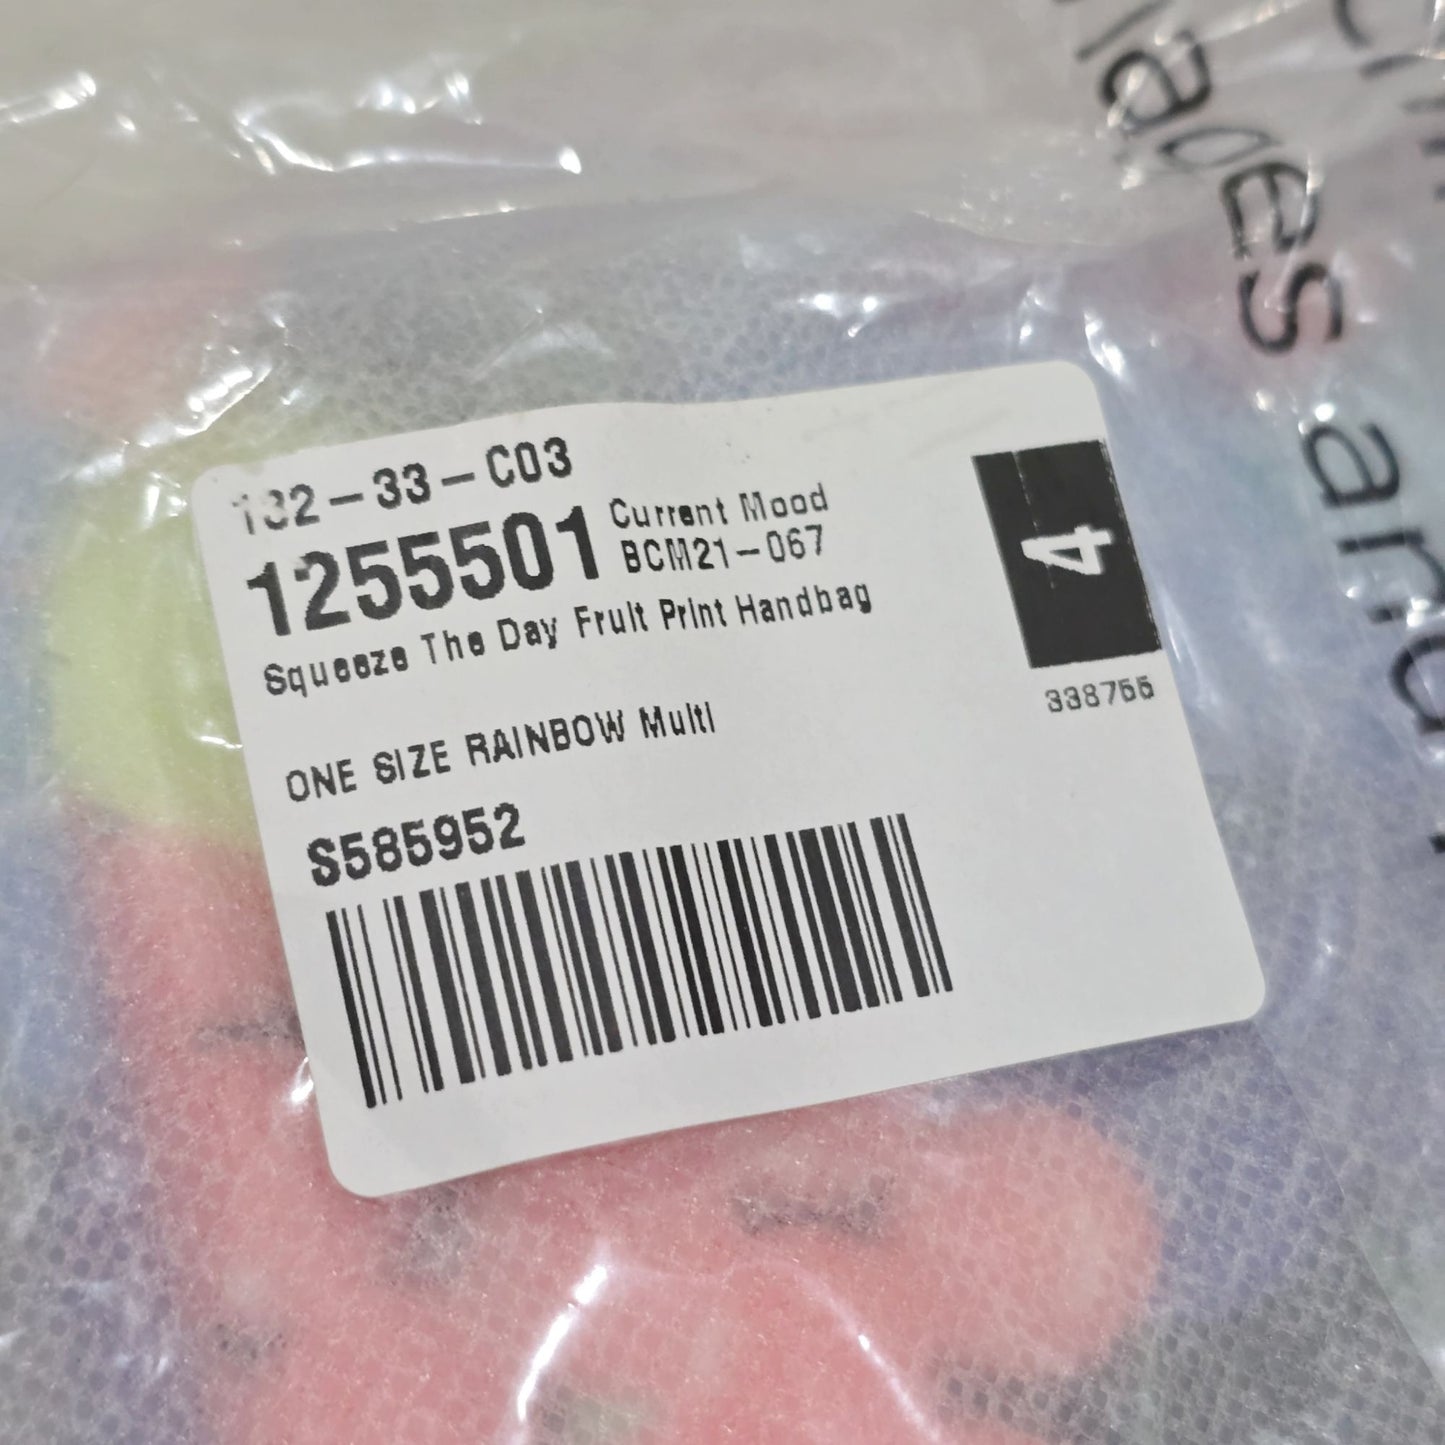 132-33-C03
1255501
Current Mood
BCM21-067
Squeeze The Day Fruit Print Handbag
ONE SIZE RAINBOW Multi
S585952
4
338755
and